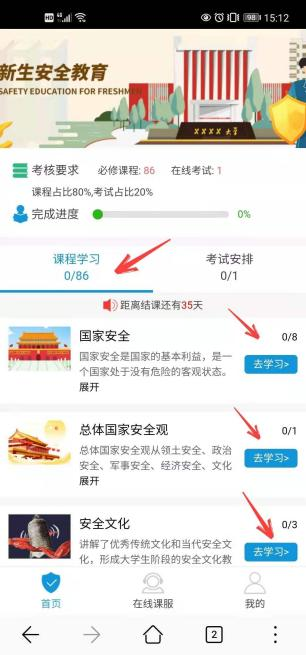 HD 15:12
98
新生安全教育
SAFETY EDUCATION FOR FRESHMEN
XXXX 大学
考核要求 必修课程: 86 在线考试: 1
课程占比80%,考试占比20%
完成进度 0%
课程学习 考试安排
0/86 0/1
距离结课还有35天
国家安全 0/8
国家安全是国家的基本利益，是一
个国家处于没有危险的客观状态。
展开
去学习>
总体国家安全观 0/1
总体国家安全观从领土安全、政治
安全、军事安全、经济安全、文化
展开
去学习>
安全文化 0/3
讲解了优秀传统文化和当代安全文
化，形成大学生阶段的安全文化教
去学习>
首页 在线课服 我的
2